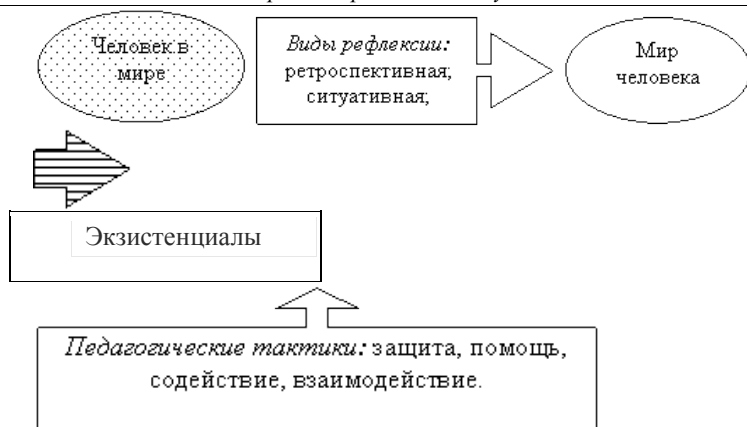 Человек в
мире
Виды рефлексии:
ретроспективная;
ситуативная;
Мир
человека
Экзистенциалы
Педагогические тактики: защита, помощь,
содействие, взаимодействие.